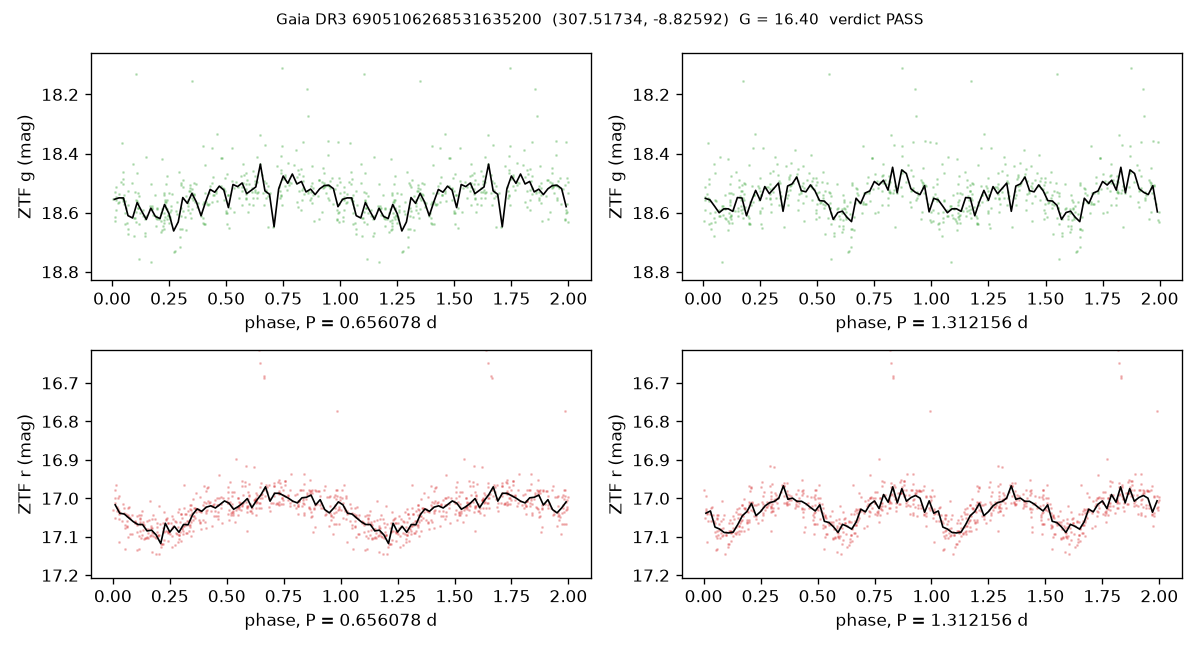 Gaia DR3 6905106268531635200  (307.51734, -8.82592)  G = 16.40  verdict PASS
ZTF g (mag)
18.2
18.4
18.6
18.8
0.00 0.25 0.50 0.75 1.00 1.25 1.50 1.75 2.00
phase, P = 0.656078 d
ZTF g (mag)
18.2
18.4
18.6
18.8
0.00 0.25 0.50 0.75 1.00 1.25 1.50 1.75 2.00
phase, P = 1.312156 d
ZTF r (mag)
16.7
16.8
16.9
17.0
17.1
17.2
0.00 0.25 0.50 0.75 1.00 1.25 1.50 1.75 2.00
phase, P = 0.656078 d
ZTF r (mag)
16.7
16.8
16.9
17.0
17.1
17.2
0.00 0.25 0.50 0.75 1.00 1.25 1.50 1.75 2.00
phase, P = 1.312156 d